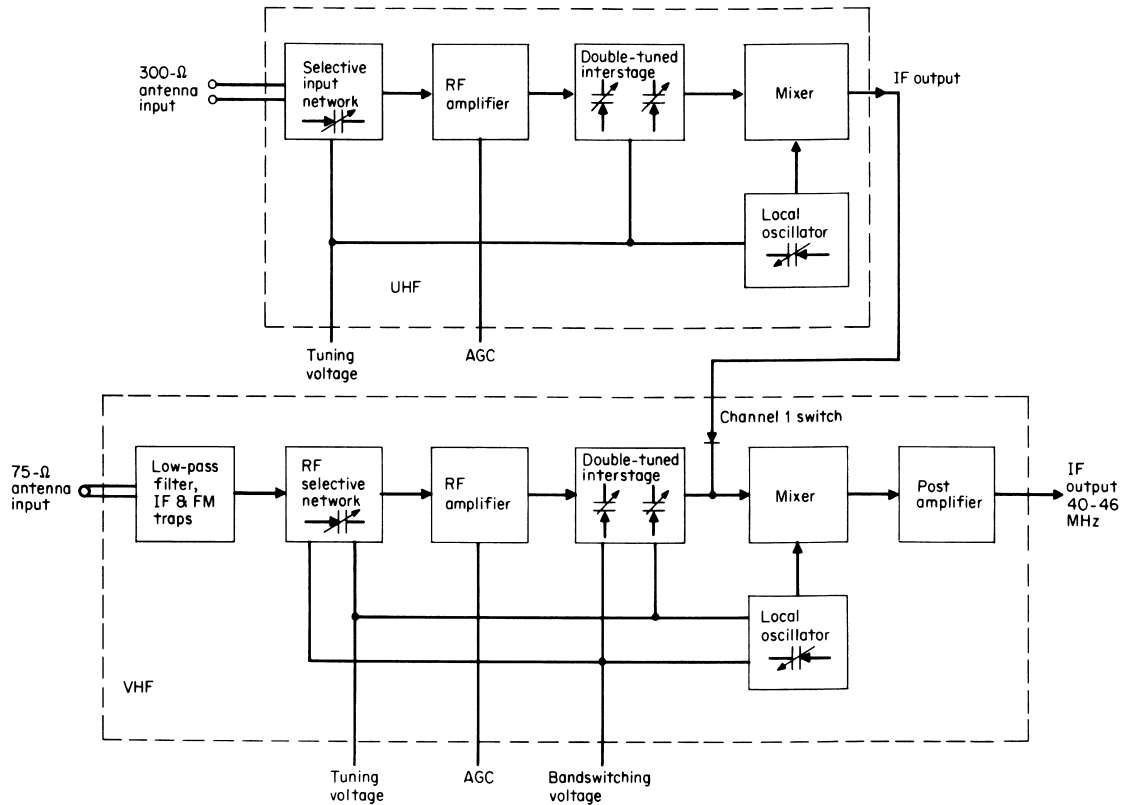 300-Ω
antenna
input
Selective
input
network
RF
amplifier
Double-tuned
interstage
Mixer
IF output
Local
oscillator
UHF
Tuning
voltage
AGC
Channel 1 switch
75-Ω
antenna
input
Low-pass
filter,
IF & FM
traps
RF
selective
network
RF
amplifier
Double-tuned
interstage
Mixer
Post
amplifier
IF
output
40-46
MHz
Local
oscillator
VHF
Tuning
voltage
AGC
Bandswitching
voltage